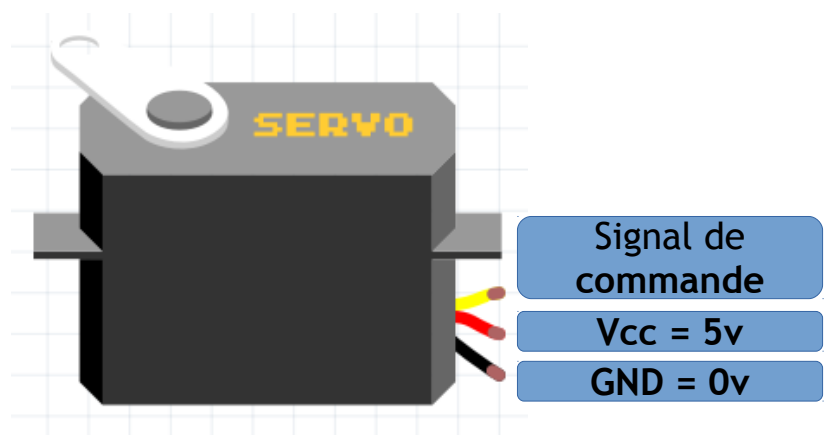 SERVO
Signal de
commande
Vcc = 5v
GND = 0v